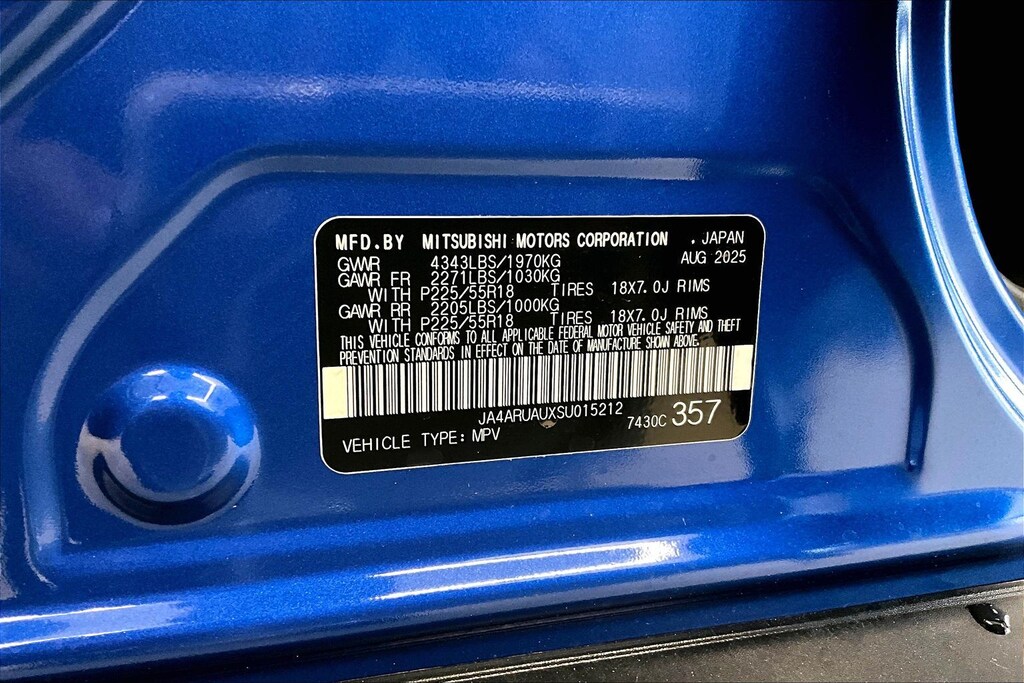 MFD.BY MITSUBISHI MOTORS CORPORATION .JAPAN
GVWR 4343LBS/1970KG AUG 2025
GAWR FR 2271LBS/1030KG
WITH P225/55R18 TIRES 18X7.0J RIMS
GAWR RR 2205LBS/1000KG
WITH P225/55R18 TIRES 18X7.0J RIMS
THIS VEHICLE CONFORMS TO ALL APPLICABLE FEDERAL MOTOR VEHICLE SAFETY AND THEFT
PREVENTION STANDARDS IN EFFECT ON THE DATE OF MANUFACTURE SHOWN ABOVE.
JA4ARUAUXSU015212
VEHICLE TYPE: MPV 7430C 357